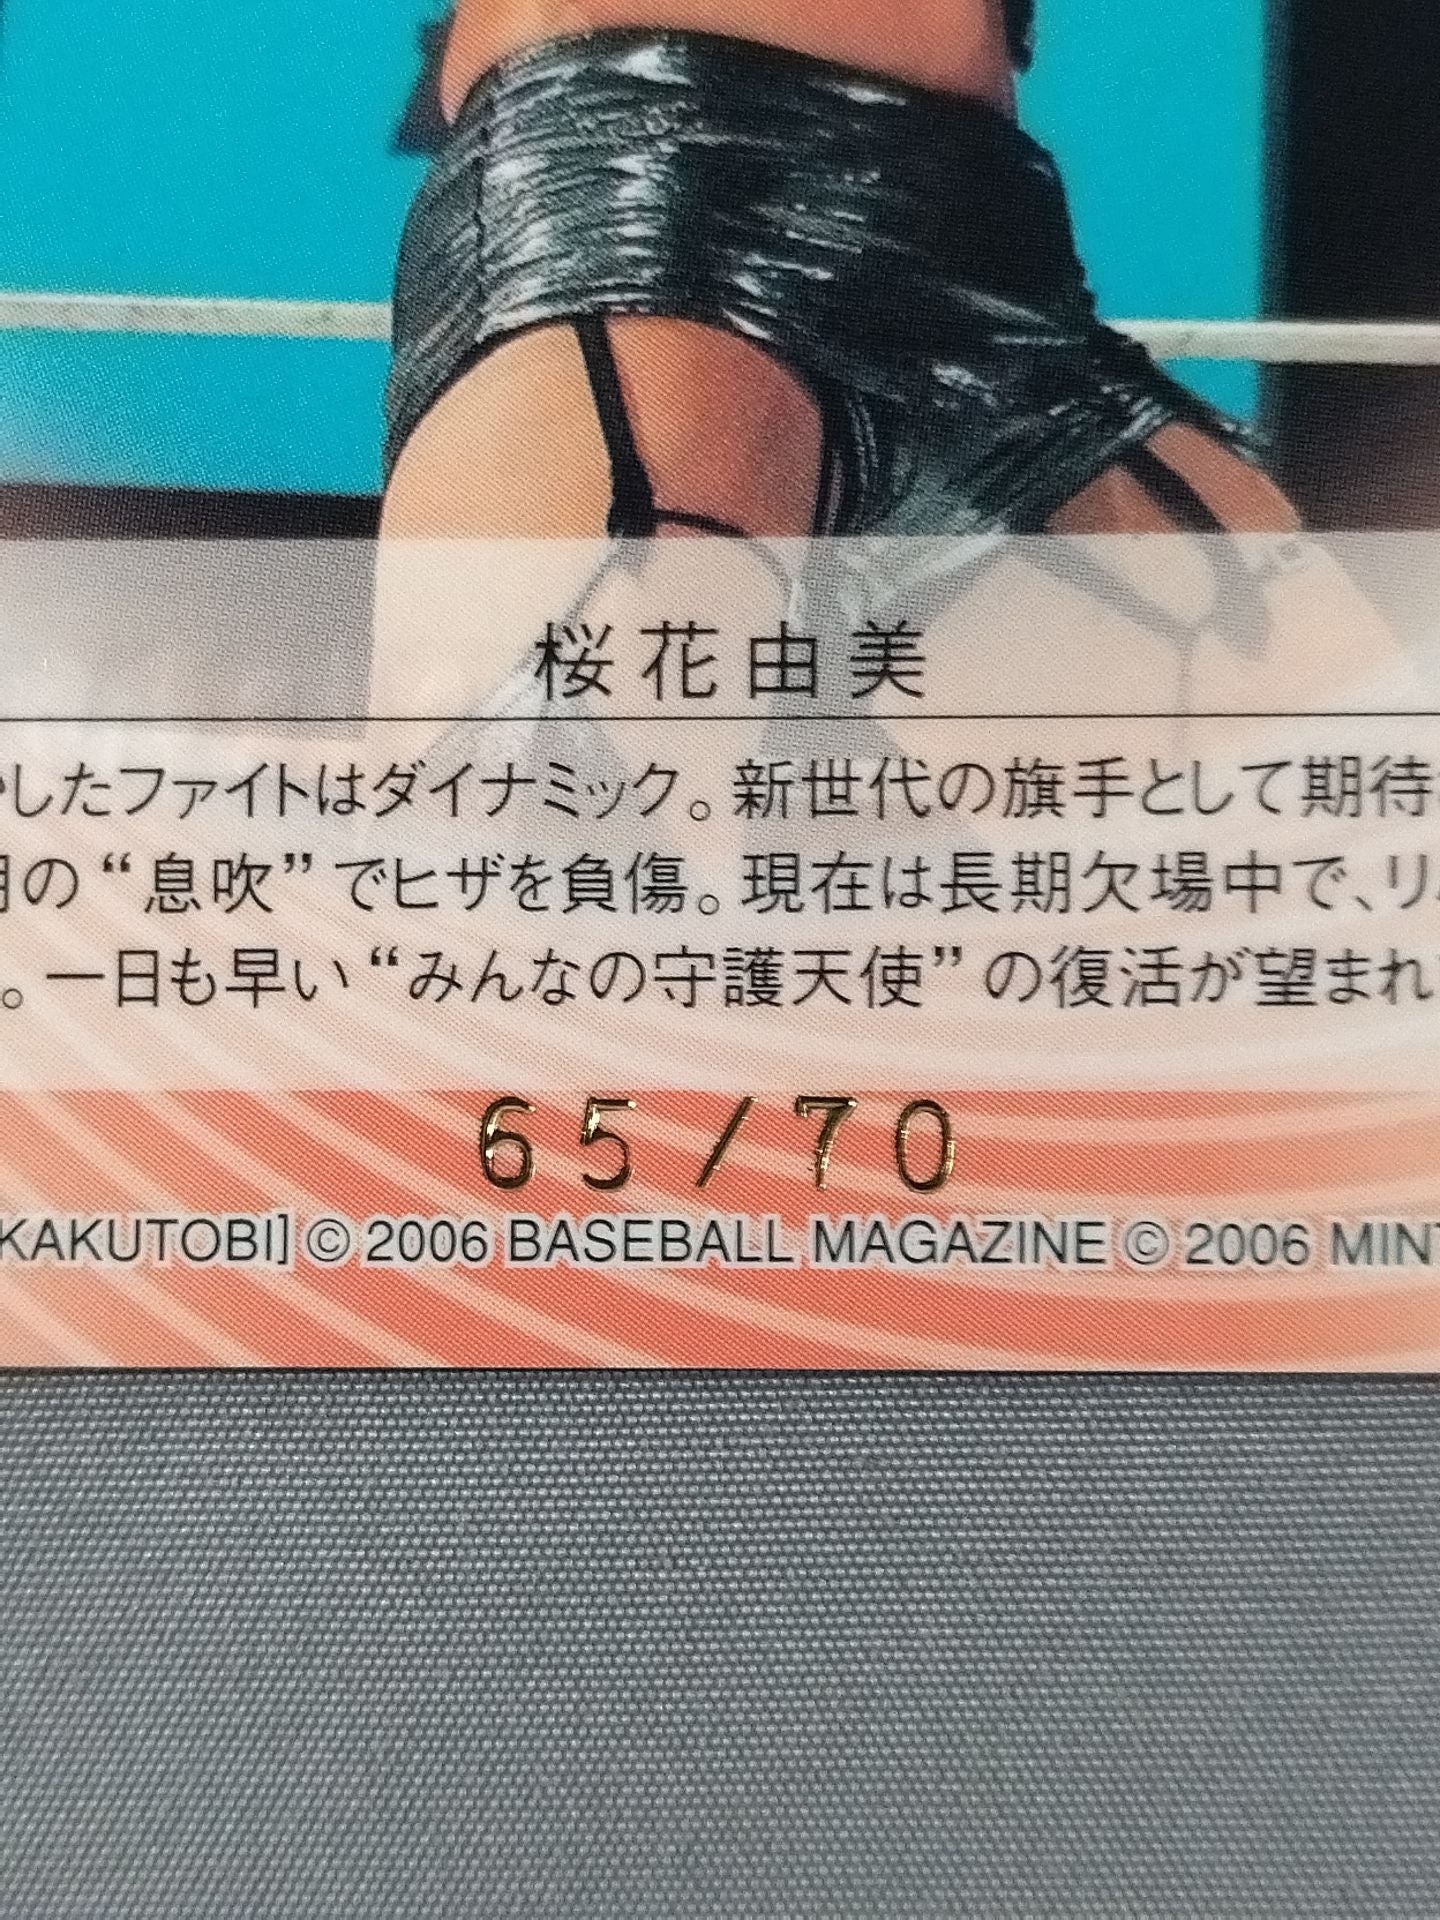 桜花由美
したファイトはダイナミック。新世代の旗手として期待
の“息吹”でヒザを負傷。現在は長期欠場中で、リ
。一日も早い“みんなの守護天使”の復活が望まれ
65/70
KAKUTOBI] © 2006 BASEBALL MAGAZINE © 2006 MIN